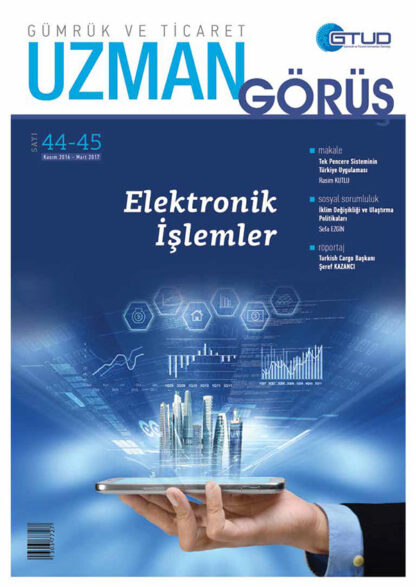 GÜMRÜK VE TİCARET
GTUD
UZMAN
GÖRÜŞ
SAYI
44-45
Kasım 2016 - Mart 2017
makale
Tek Pencere Sisteminin
Türkiye Uygulaması
Rasim KUTLU
sosyal sorumluluk
İklim Değişikliği ve Ulaştırma
Politikaları
Sefa EZGİN
röportaj
Turkish Cargo Başkanı
Şeref KAZANCI
Elektronik
İşlemler